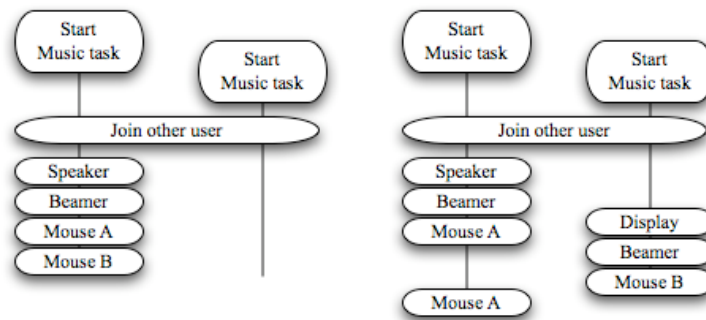 Start
Music task
Start
Music task
Join other user
Speaker
Beamer
Mouse A
Mouse B
Start
Music task
Start
Music task
Join other user
Speaker
Beamer
Mouse A
Mouse A
Display
Beamer
Mouse B